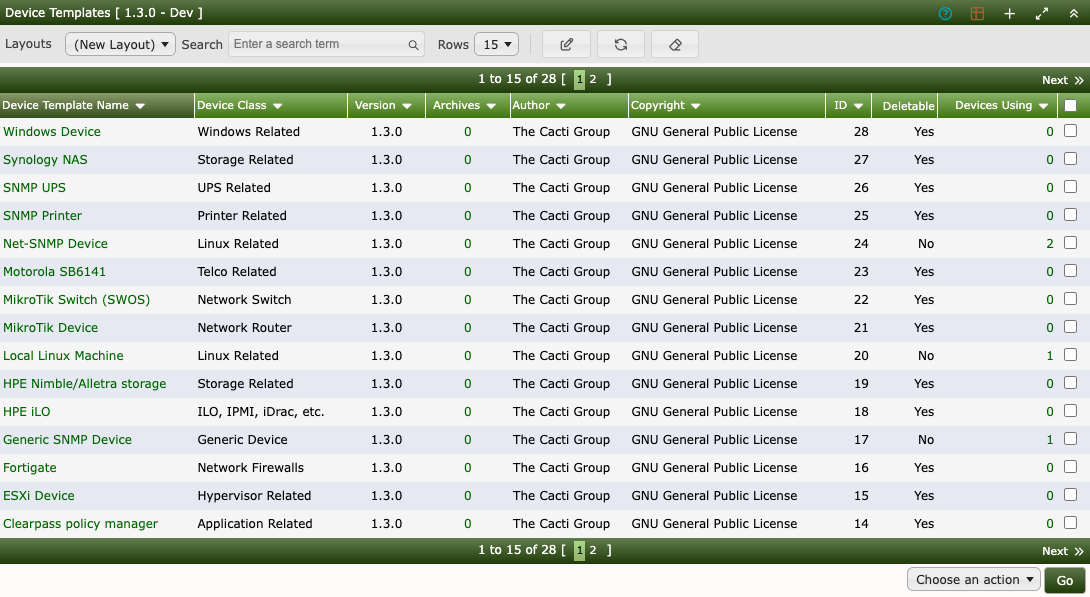 Device Templates [ 1.3.0 - Dev ]
Layouts (New Layout) Search Enter a search term Rows 15
1 to 15 of 28 [ 1 2 ] Next
Device Template Name Device Class Version Archives Author Copyright ID Deletable Devices Using
Windows Device Windows Related 1.3.0 0 The Cacti Group GNU General Public License 28 Yes 0
Synology NAS Storage Related 1.3.0 0 The Cacti Group GNU General Public License 27 Yes 0
SNMP UPS UPS Related 1.3.0 0 The Cacti Group GNU General Public License 26 Yes 0
SNMP Printer Printer Related 1.3.0 0 The Cacti Group GNU General Public License 25 Yes 0
Net-SNMP Device Linux Related 1.3.0 0 The Cacti Group GNU General Public License 24 No 2
Motorola SB6141 Telco Related 1.3.0 0 The Cacti Group GNU General Public License 23 Yes 0
MikroTik Switch (SWOS) Network Switch 1.3.0 0 The Cacti Group GNU General Public License 22 Yes 0
MikroTik Device Network Router 1.3.0 0 The Cacti Group GNU General Public License 21 Yes 0
Local Linux Machine Linux Related 1.3.0 0 The Cacti Group GNU General Public License 20 No 1
HPE Nimble/Alletra storage Storage Related 1.3.0 0 The Cacti Group GNU General Public License 19 Yes 0
HPE iLO ILO, IPMI, iDrac, etc. 1.3.0 0 The Cacti Group GNU General Public License 18 Yes 0
Generic SNMP Device Generic Device 1.3.0 0 The Cacti Group GNU General Public License 17 No 1
Fortigate Network Firewalls 1.3.0 0 The Cacti Group GNU General Public License 16 Yes 0
ESXi Device Hypervisor Related 1.3.0 0 The Cacti Group GNU General Public License 15 Yes 0
Clearpass policy manager Application Related 1.3.0 0 The Cacti Group GNU General Public License 14 Yes 0
1 to 15 of 28 [ 1 2 ] Next
Choose an action Go